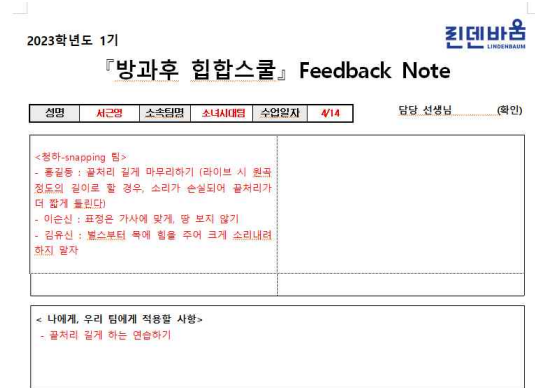 린데바움
LINDENBAUM
2023학년도 1기
『방과후 힙합스쿨』 Feedback Note
성명 서근영 소속팀명 소녀시대팀 수업일자 4/14
담당 선생님 (확인)
<청하-snapping 팀>
- 홍길동 : 끝처리 길게 마무리하기 (라이브 시 원곡
정도의 길이로 할 경우, 소리가 손실되어 끝처리가
더 짧게 들린다)
- 이순신 : 표정은 가사에 맞게, 땅 보지 않기
- 김유신 : 벌스부터 목에 힘을 주어 크게 소리내려
하지 말자
< 나에게, 우리 팀에게 적용할 사항>
- 끝처리 길게 하는 연습하기